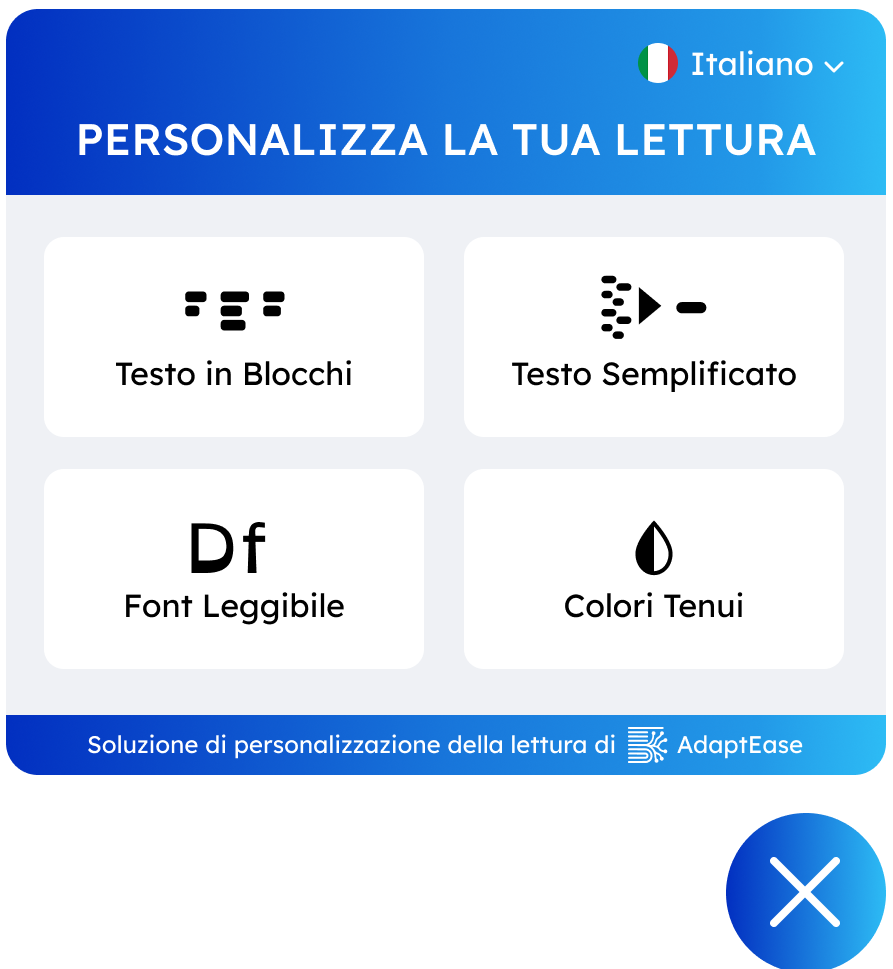 Italiano
PERSONALIZZA LA TUA LETTURA
Testo in Blocchi
Testo Semplificato
Df
Font Leggibile
Colori Tenui
Soluzione di personalizzazione della lettura di AdaptEase